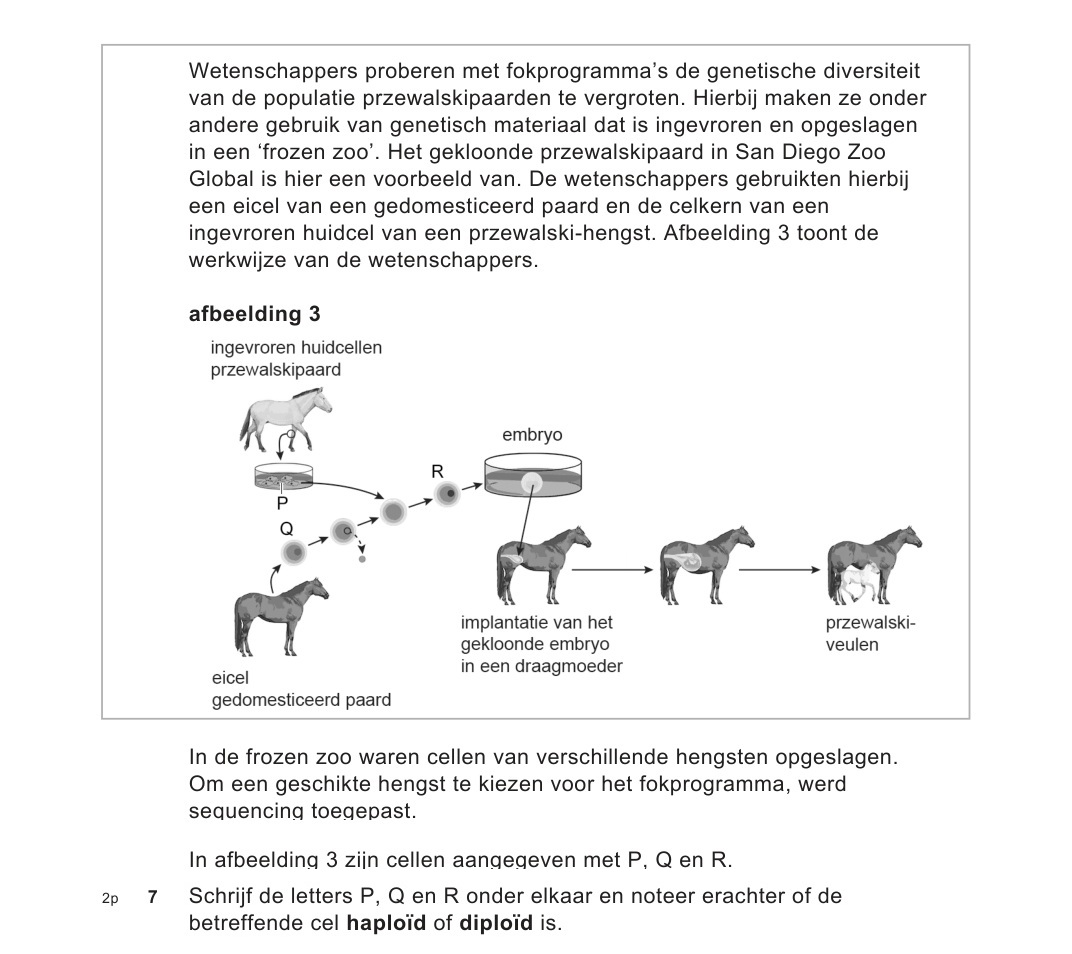 Wetenschappers proberen met fokprogramma’s de genetische diversiteit
van de populatie przewalskipaarden te vergroten. Hierbij maken ze onder
andere gebruik van genetisch materiaal dat is ingevroren en opgeslagen
in een ‘frozen zoo’. Het gekloonde przewalskipaard in San Diego Zoo
Global is hier een voorbeeld van. De wetenschappers gebruikten hierbij
een eicel van een gedomesticeerd paard en de celkern van een
ingevroren huidcel van een przewalski-hengst. Afbeelding 3 toont de
werkwijze van de wetenschappers.
afbeelding 3
ingevroren huidcellen
przewalskipaard
embryo
R
P
Q
implantatie van het
gekloonde embryo
in een draagmoeder
przewalski-
veulen
eicel
gedomesticeerd paard
In de frozen zoo waren cellen van verschillende hengsten opgeslagen.
Om een geschikte hengst te kiezen voor het fokprogramma, werd
sequencing toegepast.
In afbeelding 3 zijn cellen aangegeven met P, Q en R.
2p 7 Schrijf de letters P, Q en R onder elkaar en noteer erachter of de
betreffende cel haploïd of diploïd is.